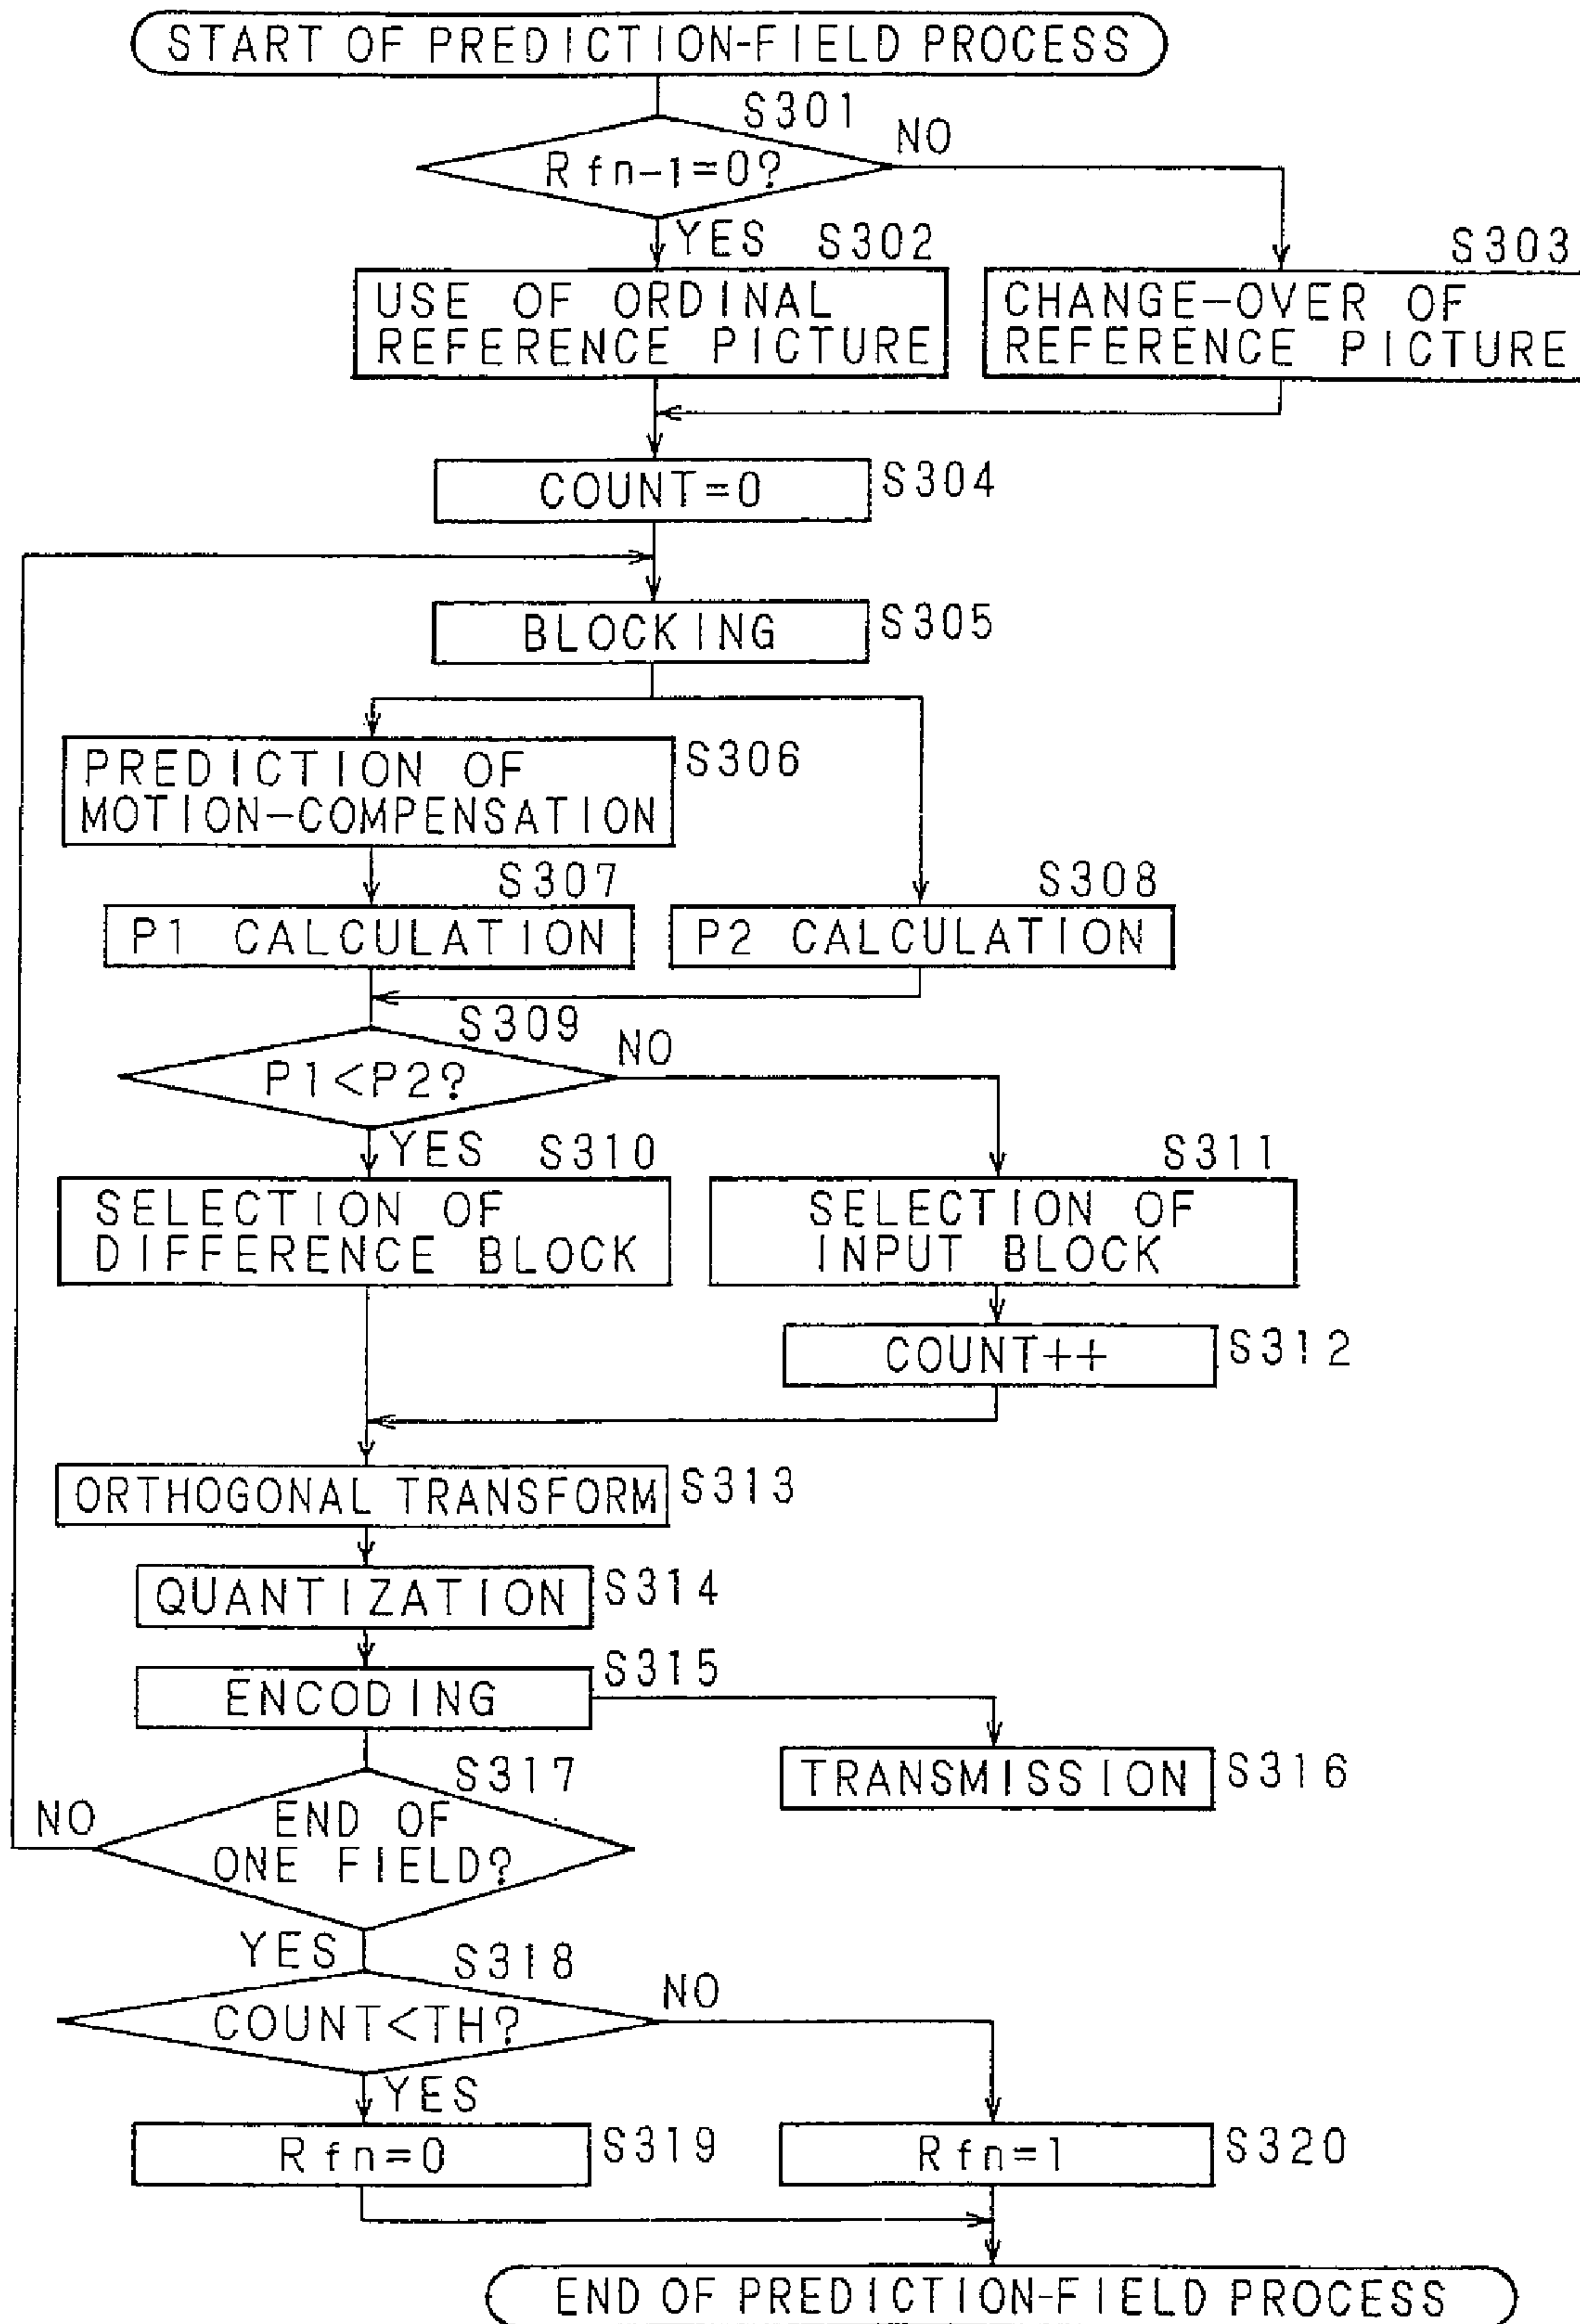 START OF PREDICTION-FIELD PROCESS
S301
Rfn-1=0?
NO
YES
S302
S303
USE OF ORDINAL
REFERENCE PICTURE
CHANGE-OVER OF
REFERENCE PICTURE
COUNT=0
S304
BLOCKING
S305
PREDICTION OF
MOTION-COMPENSATION
S306
S307
S308
P1 CALCULATION
P2 CALCULATION
S309
P1<P2?
NO
YES
S310
S311
SELECTION OF
DIFFERENCE BLOCK
SELECTION OF
INPUT BLOCK
COUNT++
S312
ORTHOGONAL TRANSFORM
S313
QUANTIZATION
S314
ENCODING
S315
TRANSMISSION
S316
S317
NO
END OF
ONE FIELD?
YES
S318
COUNT<TH?
NO
YES
Rfn=0
S319
Rfn=1
S320
END OF PREDICTION-FIELD PROCESS